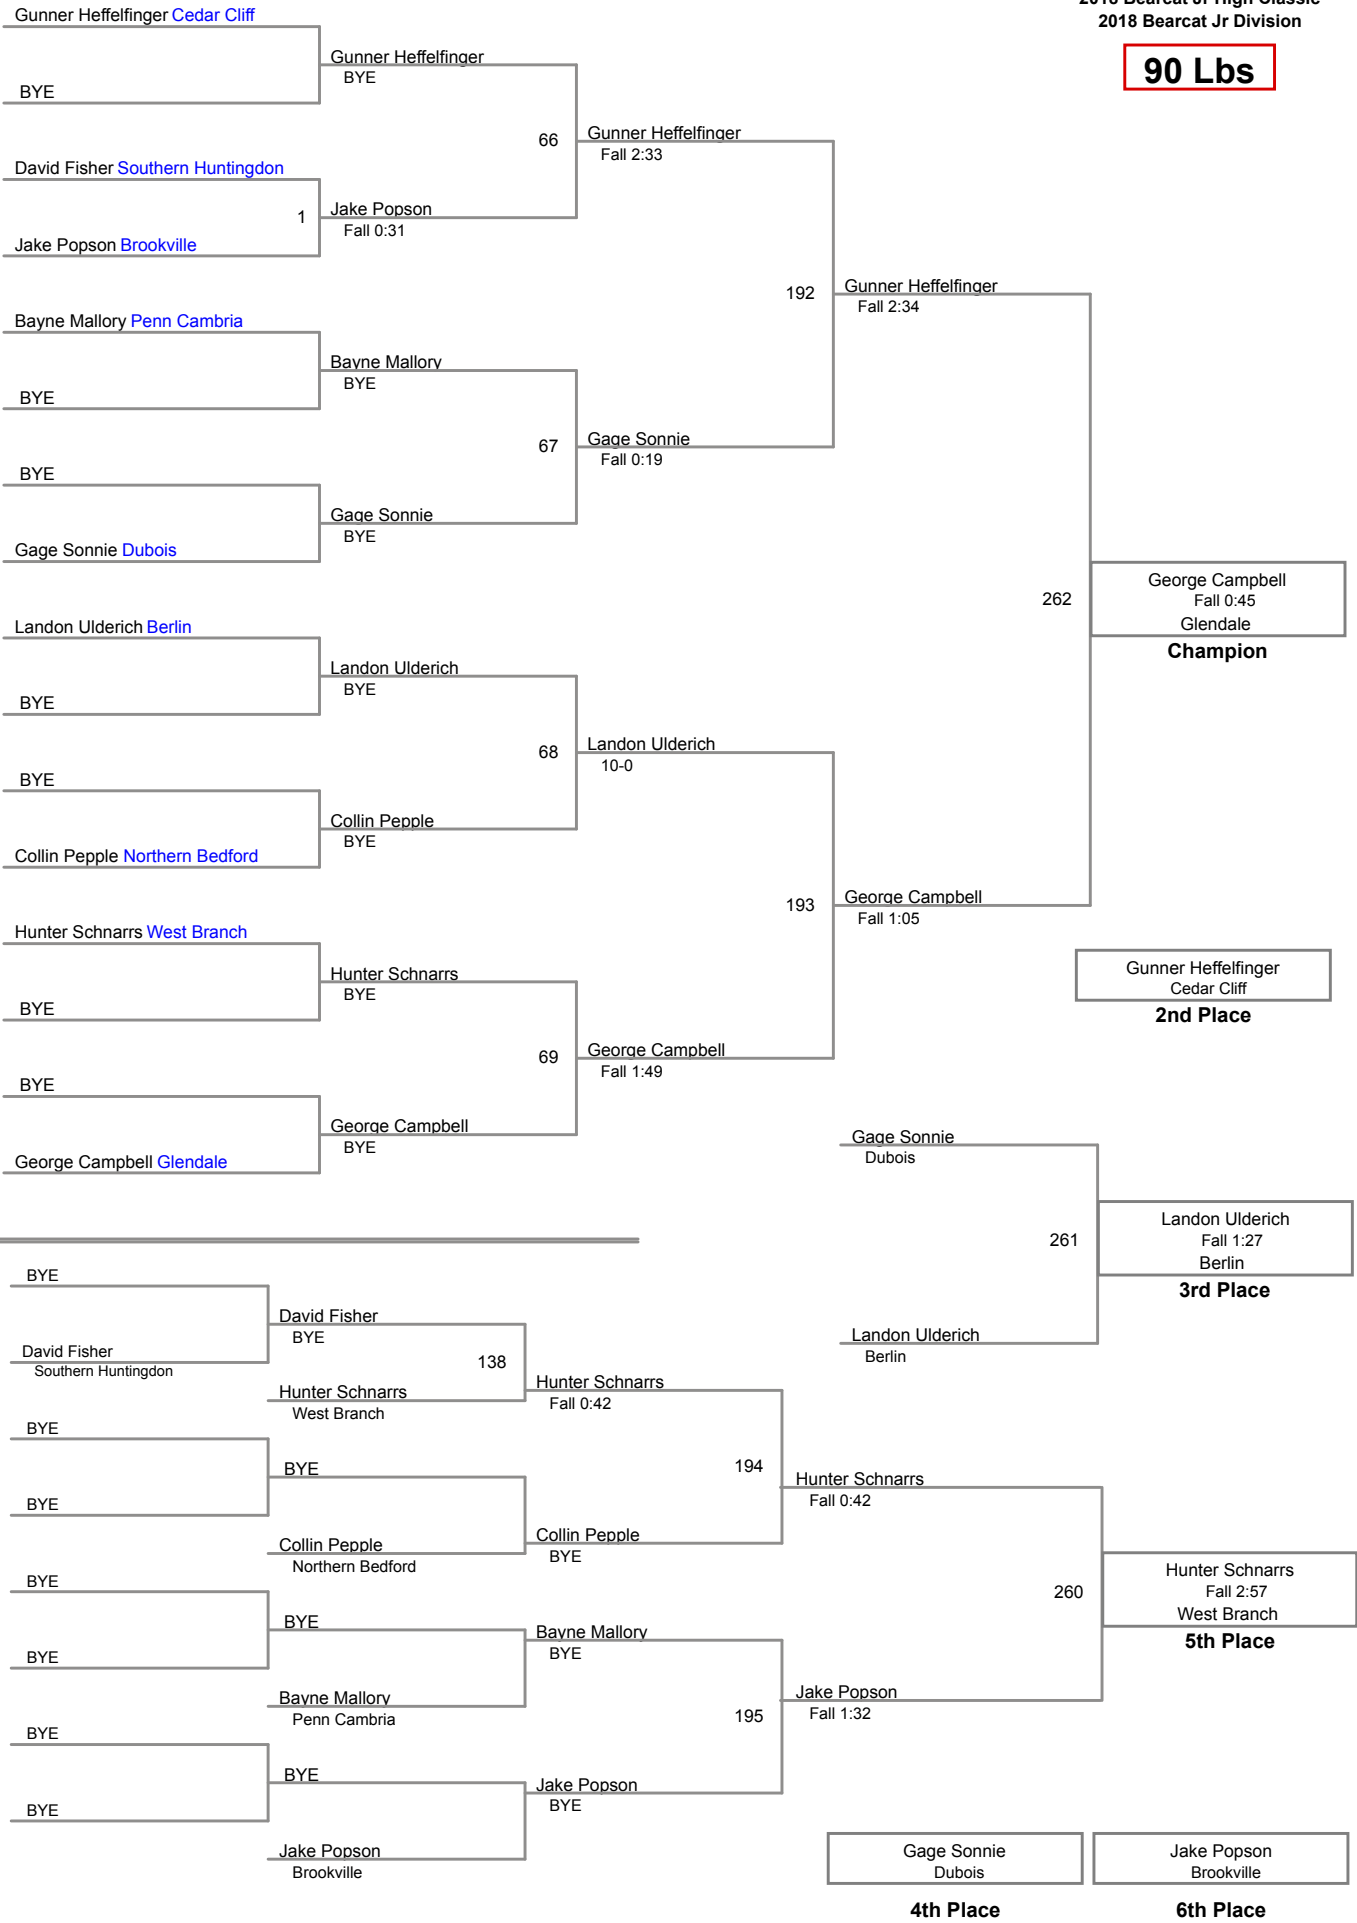 2018 Bearcat Jr High Classic
2018 Bearcat Jr Division
90 Lbs
Gunner Heffelfinger Cedar Cliff
BYE
David Fisher Southern Huntingdon
1
Jake Popson Brookville
Bayne Mallory Penn Cambria
BYE
BYE
Gage Sonnie Dubois
Landon Ulderich Berlin
BYE
BYE
Collin Pepple Northern Bedford
Hunter Schnarrs West Branch
BYE
BYE
George Campbell Glendale
Gunner Heffelfinger
BYE
66
Jake Popson
Fall 0:31
Bayne Mallory
BYE
67
Gage Sonnie
BYE
Landon Ulderich
BYE
68
Collin Pepple
BYE
Hunter Schnarrs
BYE
69
George Campbell
BYE
Gunner Heffelfinger
Fall 2:33
192
Gage Sonnie
Fall 0:19
Landon Ulderich
10-0
193
George Campbell
Fall 1:49
Gunner Heffelfinger
Fall 2:34
262
George Campbell
Fall 1:05
George Campbell
Fall 0:45
Glendale
Champion
Gunner Heffelfinger
Cedar Cliff
2nd Place
Gage Sonnie
Dubois
261
Landon Ulderich
Berlin
Landon Ulderich
Fall 1:27
Berlin
3rd Place
BYE
David Fisher
Southern Huntingdon
BYE
BYE
BYE
BYE
BYE
BYE
David Fisher
BYE
138
Hunter Schnarrs
West Branch
BYE
Collin Pepple
Northern Bedford
BYE
Bayne Mallory
Penn Cambria
BYE
Jake Popson
Brookville
Hunter Schnarrs
Fall 0:42
194
Collin Pepple
BYE
Bayne Mallory
BYE
195
Jake Popson
BYE
Hunter Schnarrs
Fall 0:42
260
Jake Popson
Fall 1:32
Hunter Schnarrs
Fall 2:57
West Branch
5th Place
Gage Sonnie
Dubois
4th Place
Jake Popson
Brookville
6th Place